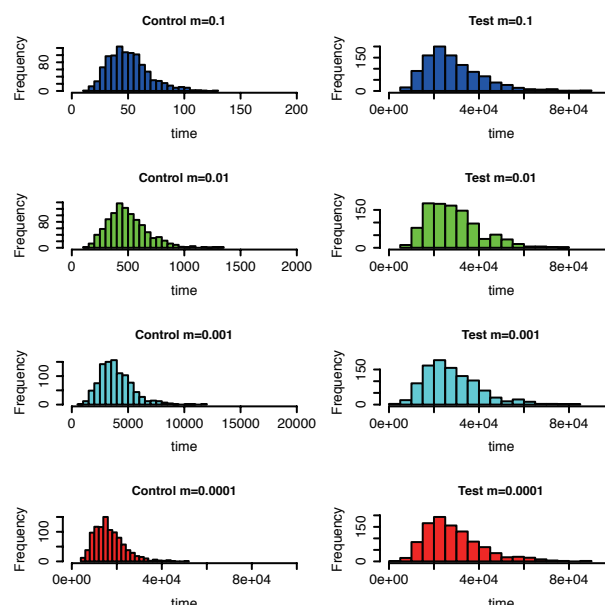 Control m=0.1
Test m=0.1
Frequency
0 80
0 50 100 150 200
time
Frequency
0 150
0e+00 4e+04 8e+04
time
Control m=0.01
Test m=0.01
Frequency
0 80
0 500 1000 1500 2000
time
Frequency
0 150
0e+00 4e+04 8e+04
time
Control m=0.001
Test m=0.001
Frequency
0 100
0 5000 10000 15000 20000
time
Frequency
0 150
0e+00 4e+04 8e+04
time
Control m=0.0001
Test m=0.0001
Frequency
0 100
0e+00 4e+04 8e+04
time
Frequency
0 150
0e+00 4e+04 8e+04
time